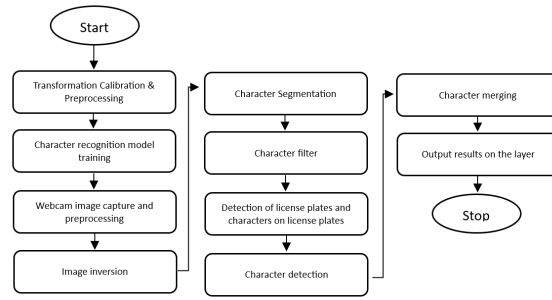 Start
Transformation Calibration &
Preprocessing
Character recognition model
training
Webcam image capture and
preprocessing
Image inversion
Character Segmentation
Character filter
Detection of license plates and
characters on license plates
Character detection
Character merging
Output results on the layer
Stop